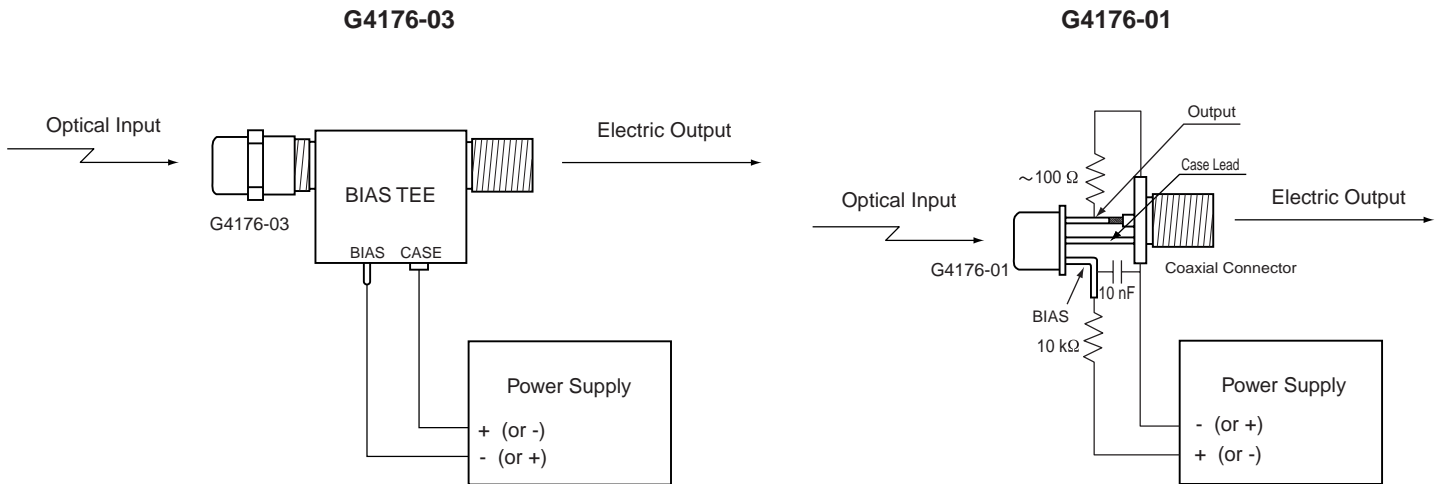 G4176-03
Optical Input
Electric Output
BIAS TEE
G4176-03
BIAS CASE
Power Supply
+ (or -)
- (or +)
G4176-01
Output
Case Lead
~100 Ω
Optical Input
Electric Output
G4176-01
Coaxial Connector
10 nF
BIAS
10 kΩ
Power Supply
- (or +)
+ (or -)